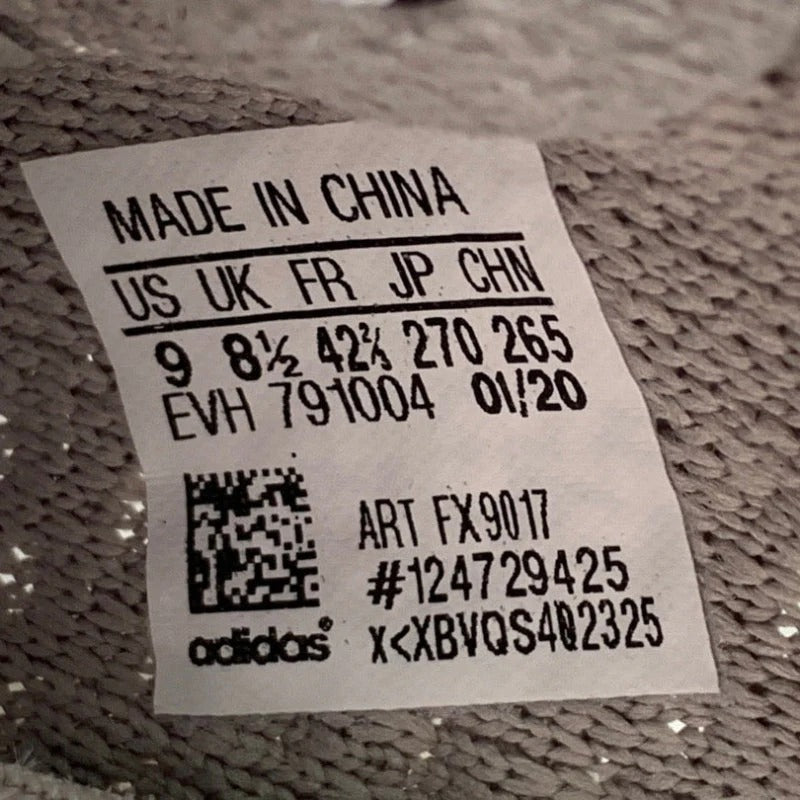 MADE IN CHINA
US UK FR JP CHN
9 8½ 42⅔ 270 265
EVH 791004 01/20
ART FX9017
#124729425
X<XBVQS402325
adidas®